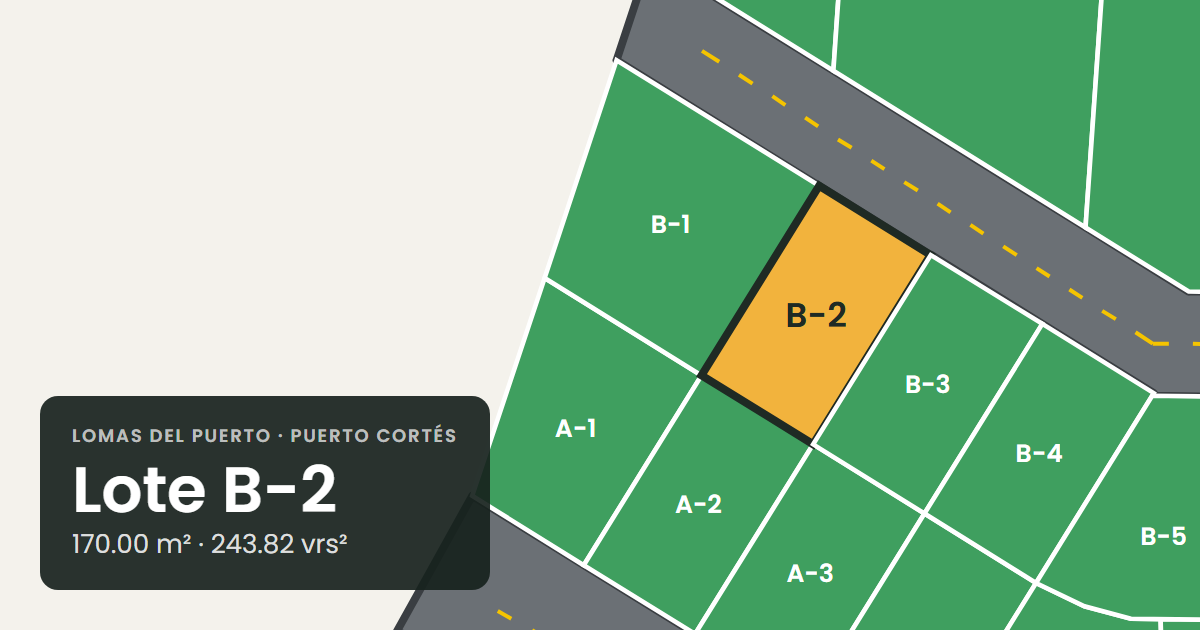 B-1
B-2
B-3
A-1
B-4
A-2
B-5
A-3
LOMAS DEL PUERTO · PUERTO CORTÉS
Lote B-2
170.00 m² · 243.82 vrs²